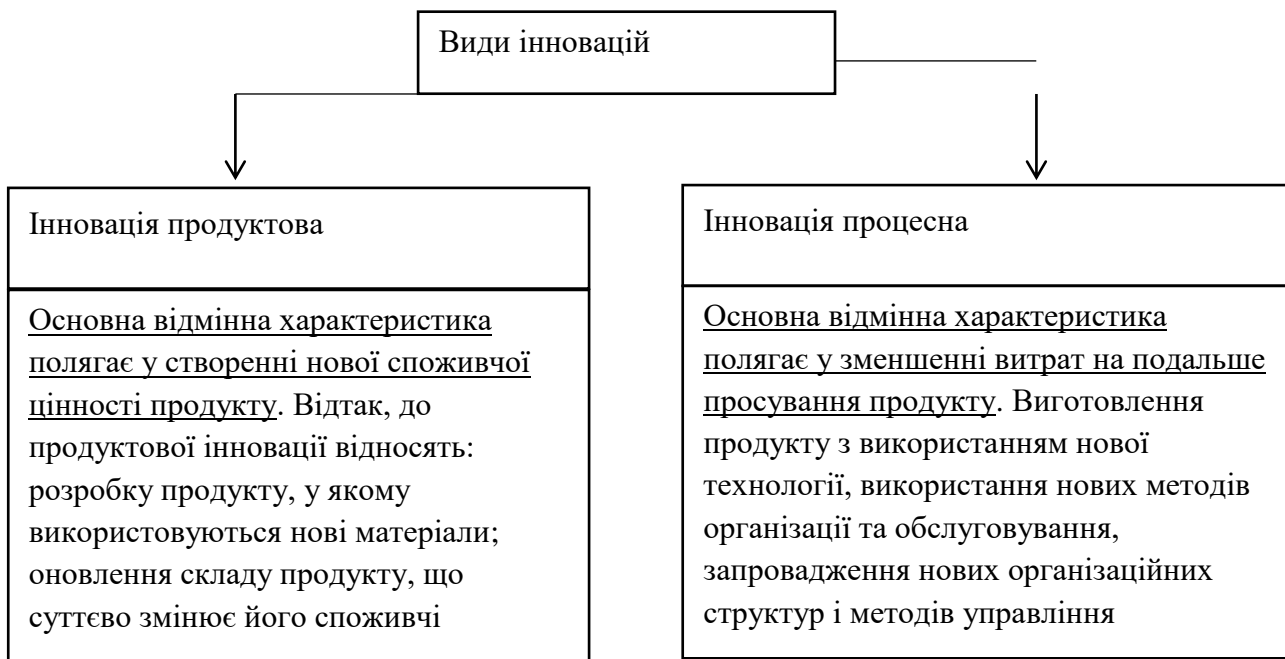 Види інновацій
Інновація продуктова
Основна відмінна характеристика
полягає у створенні нової споживчої
цінності продукту. Відтак, до
продуктової інновації відносять:
розробку продукту, у якому
використовуються нові матеріали;
оновлення складу продукту, що
суттєво змінює його споживчі
Інновація процесна
Основна відмінна характеристика
полягає у зменшенні витрат на подальше
просування продукту. Виготовлення
продукту з використанням нової
технології, використання нових методів
організації та обслуговування,
запровадження нових організаційних
структур і методів управління